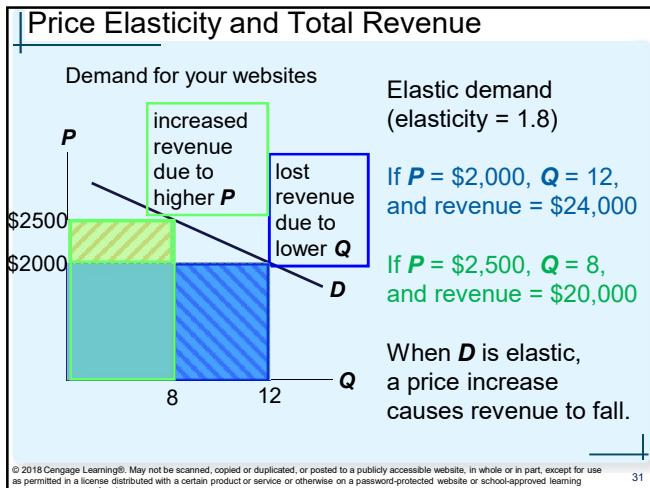 Price Elasticity and Total Revenue
Demand for your websites
increased
revenue
due to
higher P
lost
revenue
due to
lower Q
P
$2500
$2000
D
Q
8
12
Elastic demand
(elasticity = 1.8)
If P = $2,000, Q = 12,
and revenue = $24,000
If P = $2,500, Q = 8,
and revenue = $20,000
When D is elastic,
a price increase
causes revenue to fall.
© 2018 Cengage Learning®. May not be scanned, copied or duplicated, or posted to a publicly accessible website, in whole or in part, except for use
as permitted in a license distributed with a certain product or service or otherwise on a password-protected website or school-approved learning
31